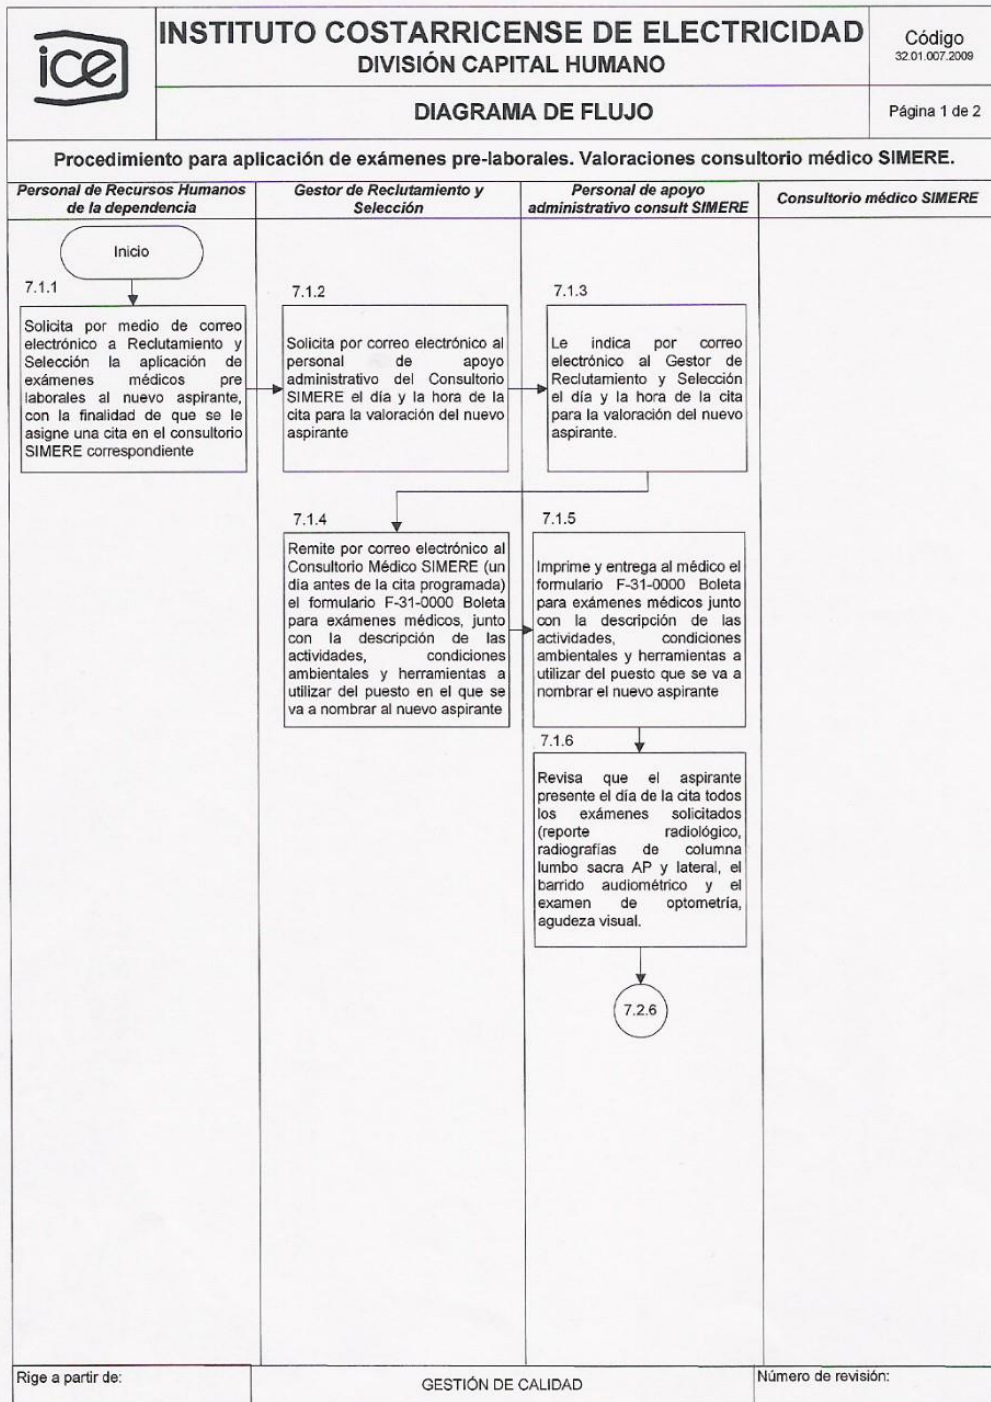 ice
INSTITUTO COSTARRICENSE DE ELECTRICIDAD
DIVISIÓN CAPITAL HUMANO
Código
32.01.007.2009
DIAGRAMA DE FLUJO
Página 1 de 2
Procedimiento para aplicación de exámenes pre-laborales. Valoraciones consultorio médico SIMERE.
Personal de Recursos Humanos
de la dependencia
Gestor de Reclutamiento y
Selección
Personal de apoyo
administrativo consult SIMERE
Consultorio médico SIMERE
Inicio
7.1.1
Solicita por medio de correo
electrónico a Reclutamiento y
Selección la aplicación de
exámenes médicos pre
laborales al nuevo aspirante,
con la finalidad de que se le
asigne una cita en el consultorio
SIMERE correspondiente
7.1.2
Solicita por correo electrónico al
personal de apoyo
administrativo del Consultorio
SIMERE el día y la hora de la
cita para la valoración del nuevo
aspirante
7.1.3
Le indica por correo
electrónico al Gestor de
Reclutamiento y Selección
el día y la hora de la cita
para la valoración del nuevo
aspirante.
7.1.4
Remite por correo electrónico al
Consultorio Médico SIMERE (un
día antes de la cita programada)
el formulario F-31-0000 Boleta
para exámenes médicos, junto
con la descripción de las
actividades, condiciones
ambientales y herramientas a
utilizar del puesto en el que se
va a nombrar al nuevo aspirante
7.1.5
Imprime y entrega al médico el
formulario F-31-0000 Boleta
para exámenes médicos junto
con la descripción de las
actividades, condiciones
ambientales y herramientas a
utilizar del puesto que se va a
nombrar el nuevo aspirante
7.1.6
Revisa que el aspirante
presente el día de la cita todos
los exámenes solicitados
(reporte radiológico,
radiografías de columna
lumbo sacra AP y lateral, el
barrido audiométrico y el
examen de optometría,
agudeza visual.
7.2.6
Rige a partir de:
GESTIÓN DE CALIDAD
Número de revisión: